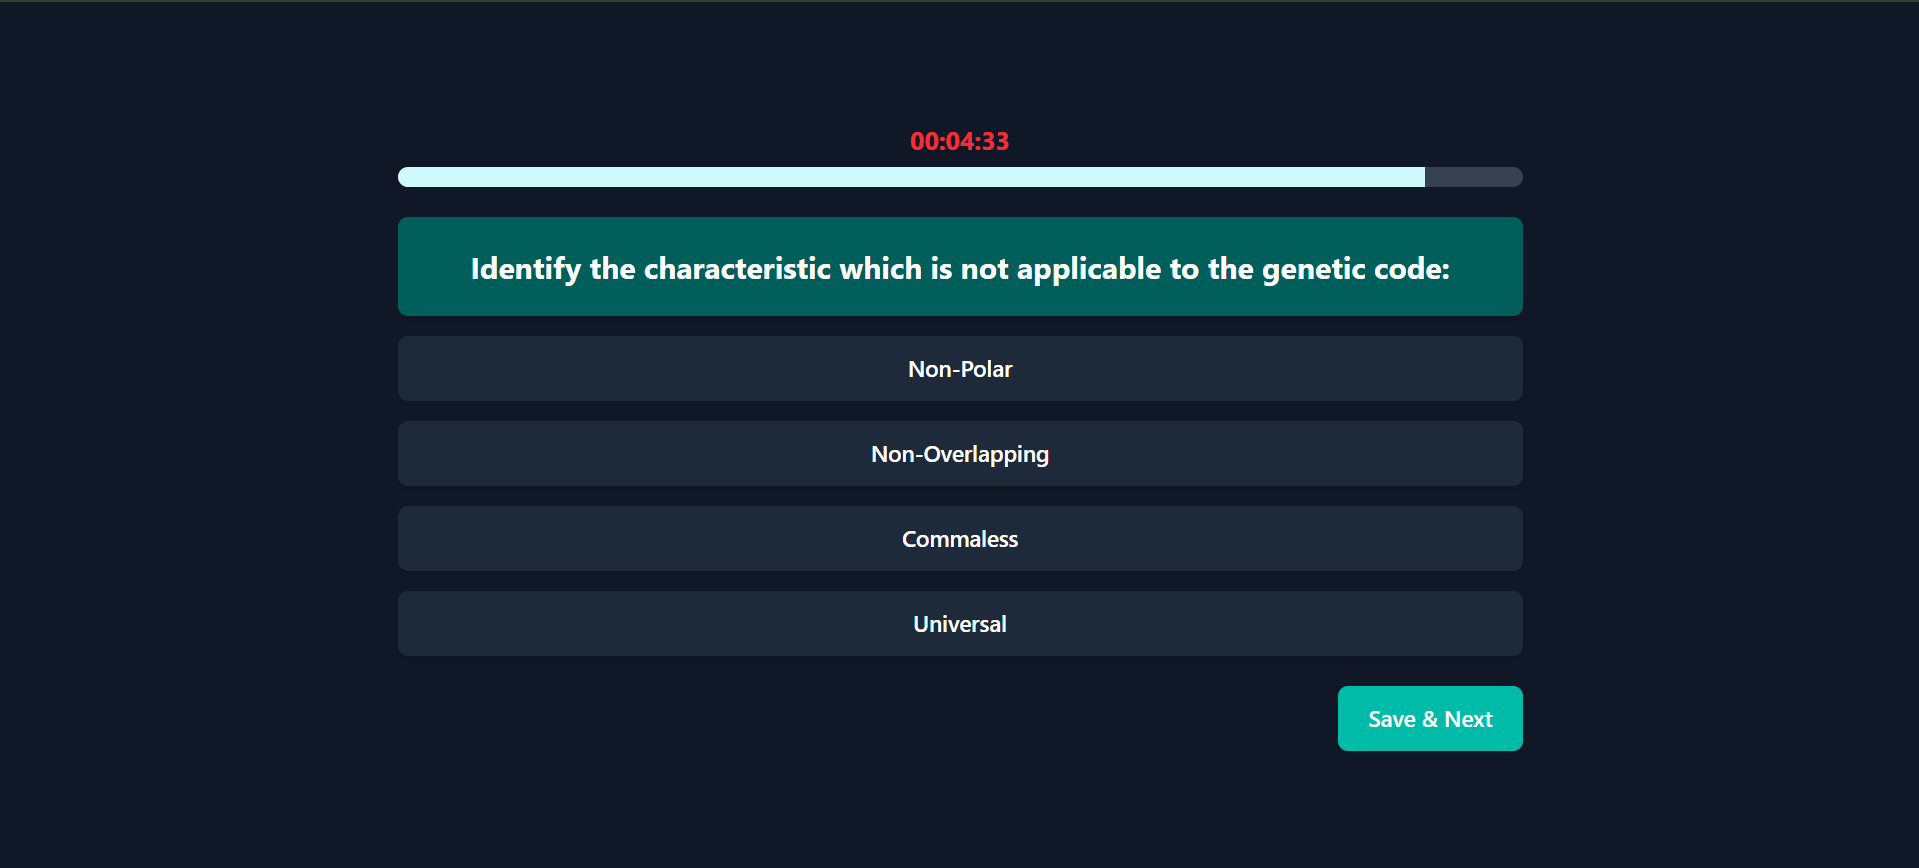 00:04:33
Identify the characteristic which is not applicable to the genetic code:
Non-Polar
Non-Overlapping
Commaless
Universal
Save & Next